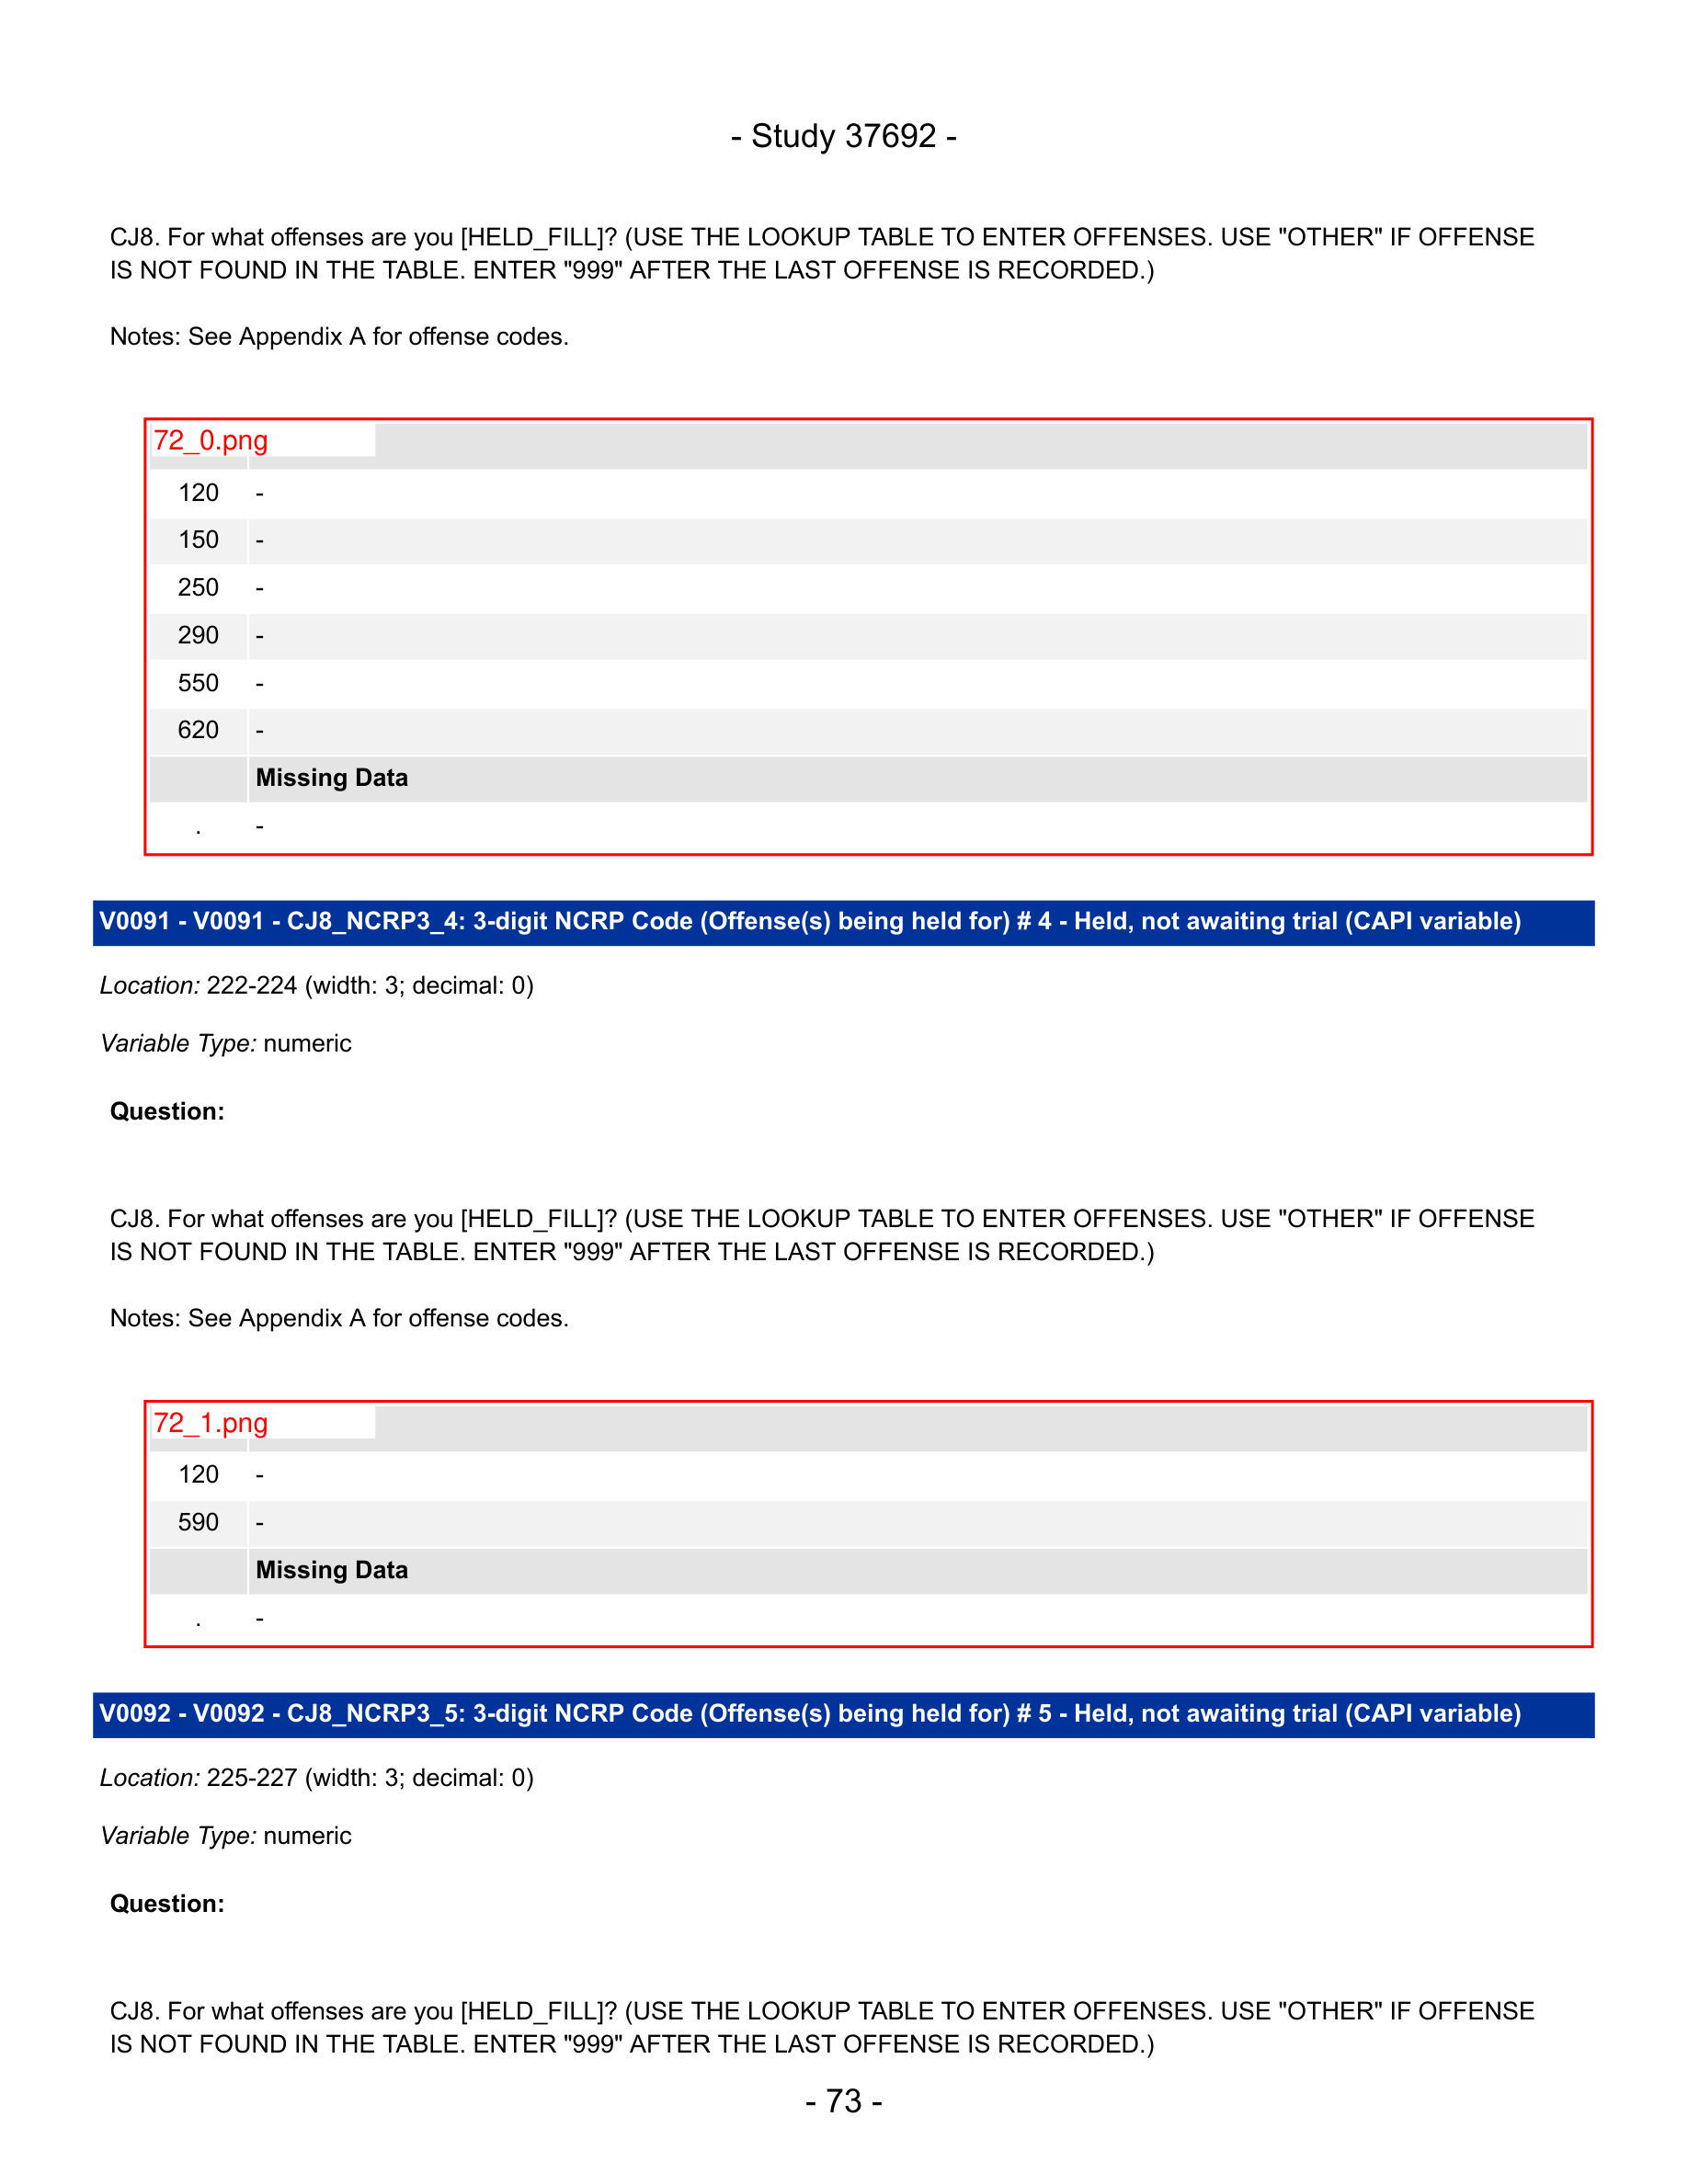 - Study 37692 -
CJ8. For what offenses are you [HELD_FILL]? (USE THE LOOKUP TABLE TO ENTER OFFENSES. USE "OTHER" IF OFFENSE
IS NOT FOUND IN THE TABLE. ENTER "999" AFTER THE LAST OFFENSE IS RECORDED.)
Notes: See Appendix A for offense codes.
72_0.png
120 -
150 -
250 -
290 -
550 -
620 -
Missing Data
. -
V0091 - V0091 - CJ8_NCRP3_4: 3-digit NCRP Code (Offense(s) being held for) # 4 - Held, not awaiting trial (CAPI variable)
Location: 222-224 (width: 3; decimal: 0)
Variable Type: numeric
Question:
CJ8. For what offenses are you [HELD_FILL]? (USE THE LOOKUP TABLE TO ENTER OFFENSES. USE "OTHER" IF OFFENSE
IS NOT FOUND IN THE TABLE. ENTER "999" AFTER THE LAST OFFENSE IS RECORDED.)
Notes: See Appendix A for offense codes.
72_1.png
120 -
590 -
Missing Data
. -
V0092 - V0092 - CJ8_NCRP3_5: 3-digit NCRP Code (Offense(s) being held for) # 5 - Held, not awaiting trial (CAPI variable)
Location: 225-227 (width: 3; decimal: 0)
Variable Type: numeric
Question:
CJ8. For what offenses are you [HELD_FILL]? (USE THE LOOKUP TABLE TO ENTER OFFENSES. USE "OTHER" IF OFFENSE
IS NOT FOUND IN THE TABLE. ENTER "999" AFTER THE LAST OFFENSE IS RECORDED.)
- 73 -